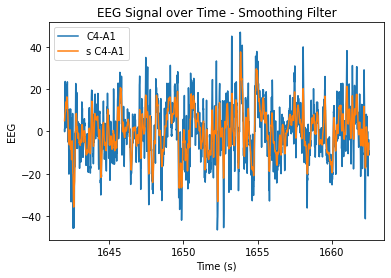 EEG Signal over Time - Smoothing Filter
C4-A1
s C4-A1
40
20
0
−20
−40
EEG
1645
1650
1655
1660
Time (s)